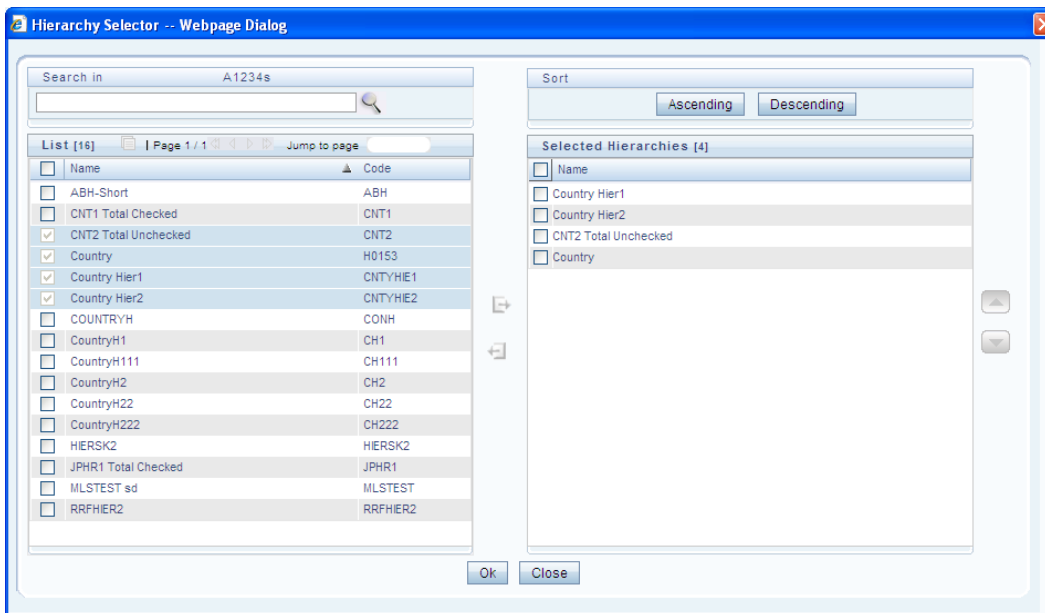 Hierarchy Selector -- Webpage Dialog
Search in A1234s
List [16] | Page 1 / 1 Jump to page
Name Code
ABH-Short ABH
CNT1 Total Checked CNT1
CNT2 Total Unchecked CNT2
Country H0153
Country Hier1 CNTYHIE1
Country Hier2 CNTYHIE2
COUNTRYH CONH
CountryH1 CH1
CountryH111 CH111
CountryH2 CH2
CountryH22 CH22
CountryH222 CH222
HIERSK2 HIERSK2
JPHR1 Total Checked JPHR1
MLSTEST sd MLSTEST
RRFHIER2 RRFHIER2
Sort
Ascending Descending
Selected Hierarchies [4]
Name
Country Hier1
Country Hier2
CNT2 Total Unchecked
Country
Ok Close